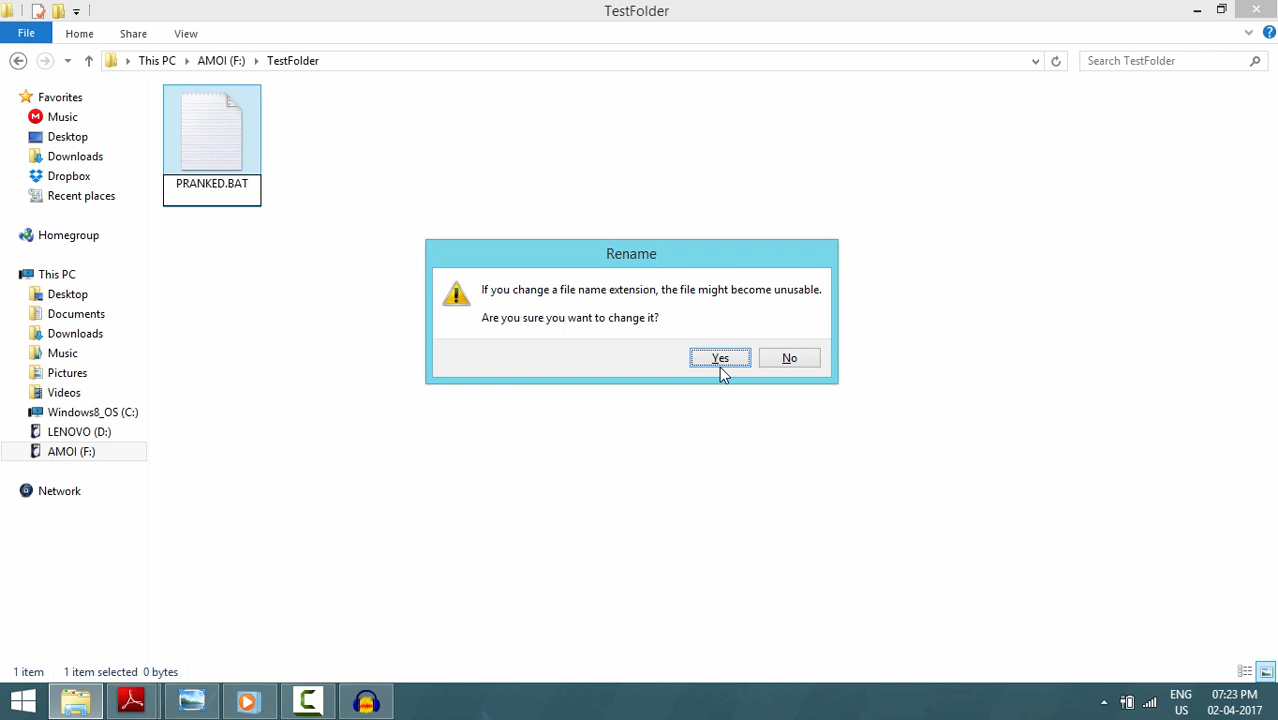 TestFolder
File
Home
Share
View
This PC
AMOI (F:)
TestFolder
Search TestFolder
Favorites
Music
Desktop
Downloads
Dropbox
Recent places
Homegroup
This PC
Desktop
Documents
Downloads
Music
Pictures
Videos
Windows8_OS (C:)
LENOVO (D:)
AMOI (F:)
Network
PRANKED.BAT
Rename
If you change a file name extension, the file might become unusable.
Are you sure you want to change it?
Yes
No
1 item
1 item selected 0 bytes
ENG
US
07:23 PM
02-04-2017